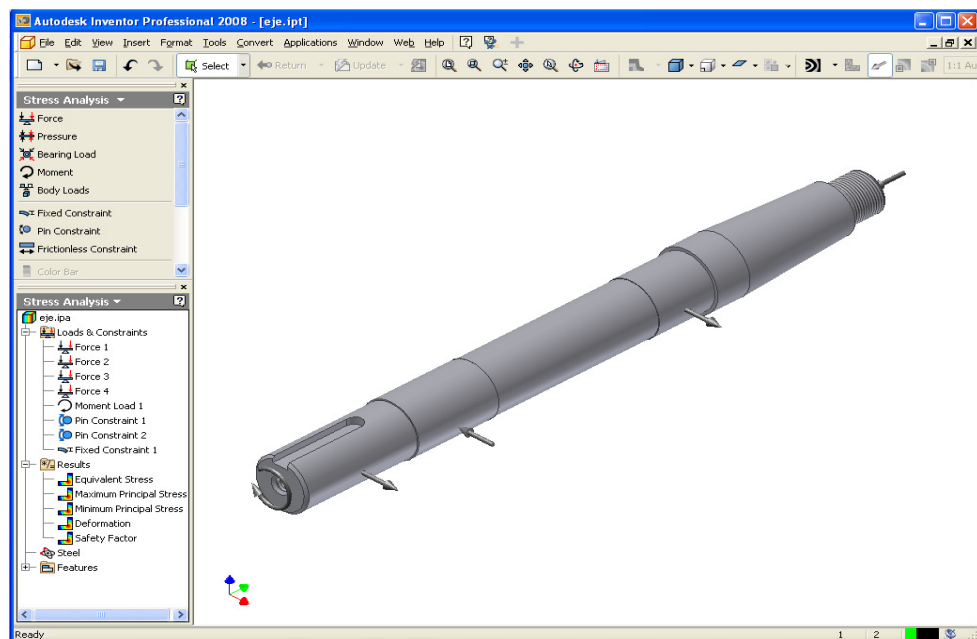 Autodesk Inventor Professional 2008 - [eje.ipt]
File Edit View Insert Format Tools Convert Applications Window Web Help
Select Return Update 1:1 Au
Stress Analysis
Force
Pressure
Bearing Load
Moment
Body Loads
Fixed Constraint
Pin Constraint
Frictionless Constraint
Color Bar
Stress Analysis
eje.ipa
Loads & Constraints
Force 1
Force 2
Force 3
Force 4
Moment Load 1
Pin Constraint 1
Pin Constraint 2
Fixed Constraint 1
Results
Equivalent Stress
Maximum Principal Stress
Minimum Principal Stress
Deformation
Safety Factor
Steel
Features
Ready 1 2